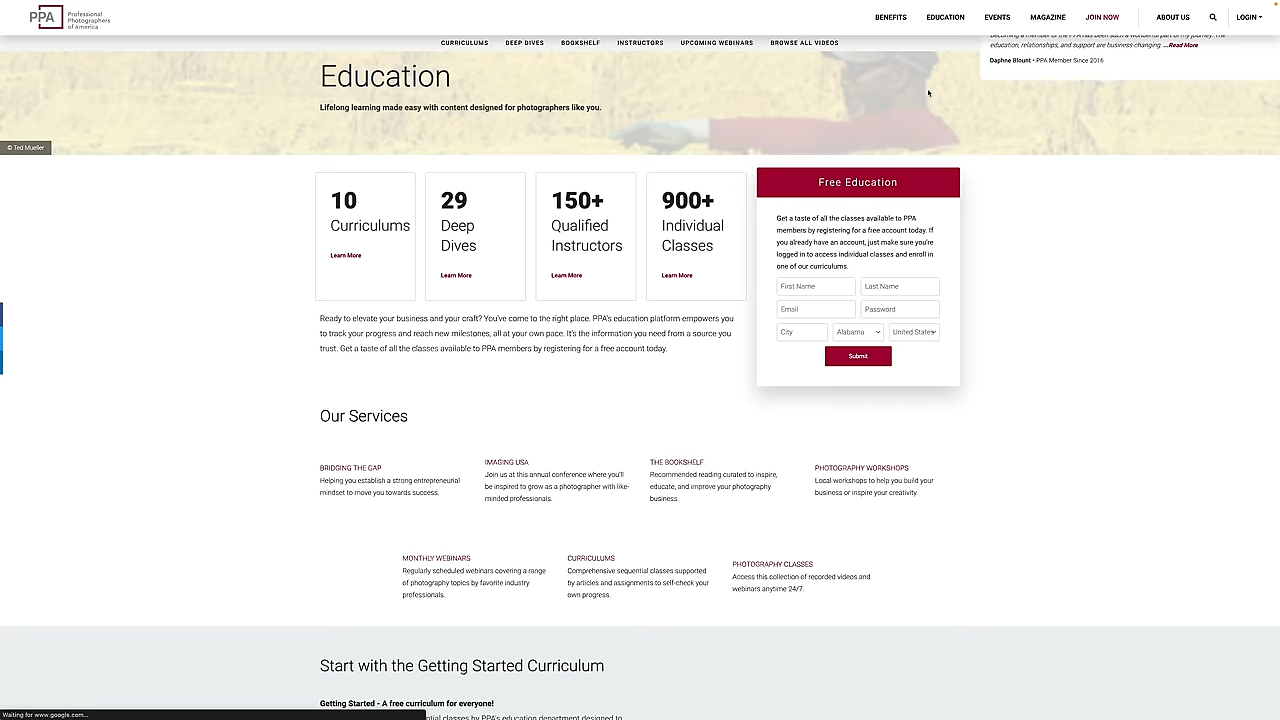 PPA Professional
Photographers
of America
BENEFITS EDUCATION EVENTS MAGAZINE JOIN NOW ABOUT US LOGIN
CURRICULUMS DEEP DIVES BOOKSHELF INSTRUCTORS UPCOMING WEBINARS BROWSE ALL VIDEOS
education, relationships, and support are business-changing. ...Read More
Daphne Blount • PPA Member Since 2016
Education
Lifelong learning made easy with content designed for photographers like you.
© Ted Mueller
10
Curriculums
Learn More
29
Deep
Dives
Learn More
150+
Qualified
Instructors
Learn More
900+
Individual
Classes
Learn More
Ready to elevate your business and your craft? You've come to the right place. PPA's education platform empowers you
to track your progress and reach new milestones, all at your own pace. It's the information you need from a source you
trust. Get a taste of all the classes available to PPA members by registering for a free account today.
Free Education
Get a taste of all the classes available to PPA
members by registering for a free account today. If
you already have an account, just make sure you're
logged in to access individual classes and enroll in
one of our curriculums.
First Name Last Name
Email Password
City Alabama United States
Submit
Our Services
BRIDGING THE GAP
Helping you establish a strong entrepreneurial
mindset to move you towards success.
IMAGING USA
Join us at this annual conference where you'll
be inspired to grow as a photographer with like-
minded professionals.
THE BOOKSHELF
Recommended reading curated to inspire,
educate, and improve your photography
business.
PHOTOGRAPHY WORKSHOPS
Local workshops to help you build your
business or inspire your creativity.
MONTHLY WEBINARS
Regularly scheduled webinars covering a range
of photography topics by favorite industry
professionals.
CURRICULUMS
Comprehensive sequential classes supported
by articles and assignments to self-check your
own progress.
PHOTOGRAPHY CLASSES
Access this collection of recorded videos and
webinars anytime 24/7.
Start with the Getting Started Curriculum
Getting Started - A free curriculum for everyone!
classes by PPA's education department designed to
Waiting for www.google.com...